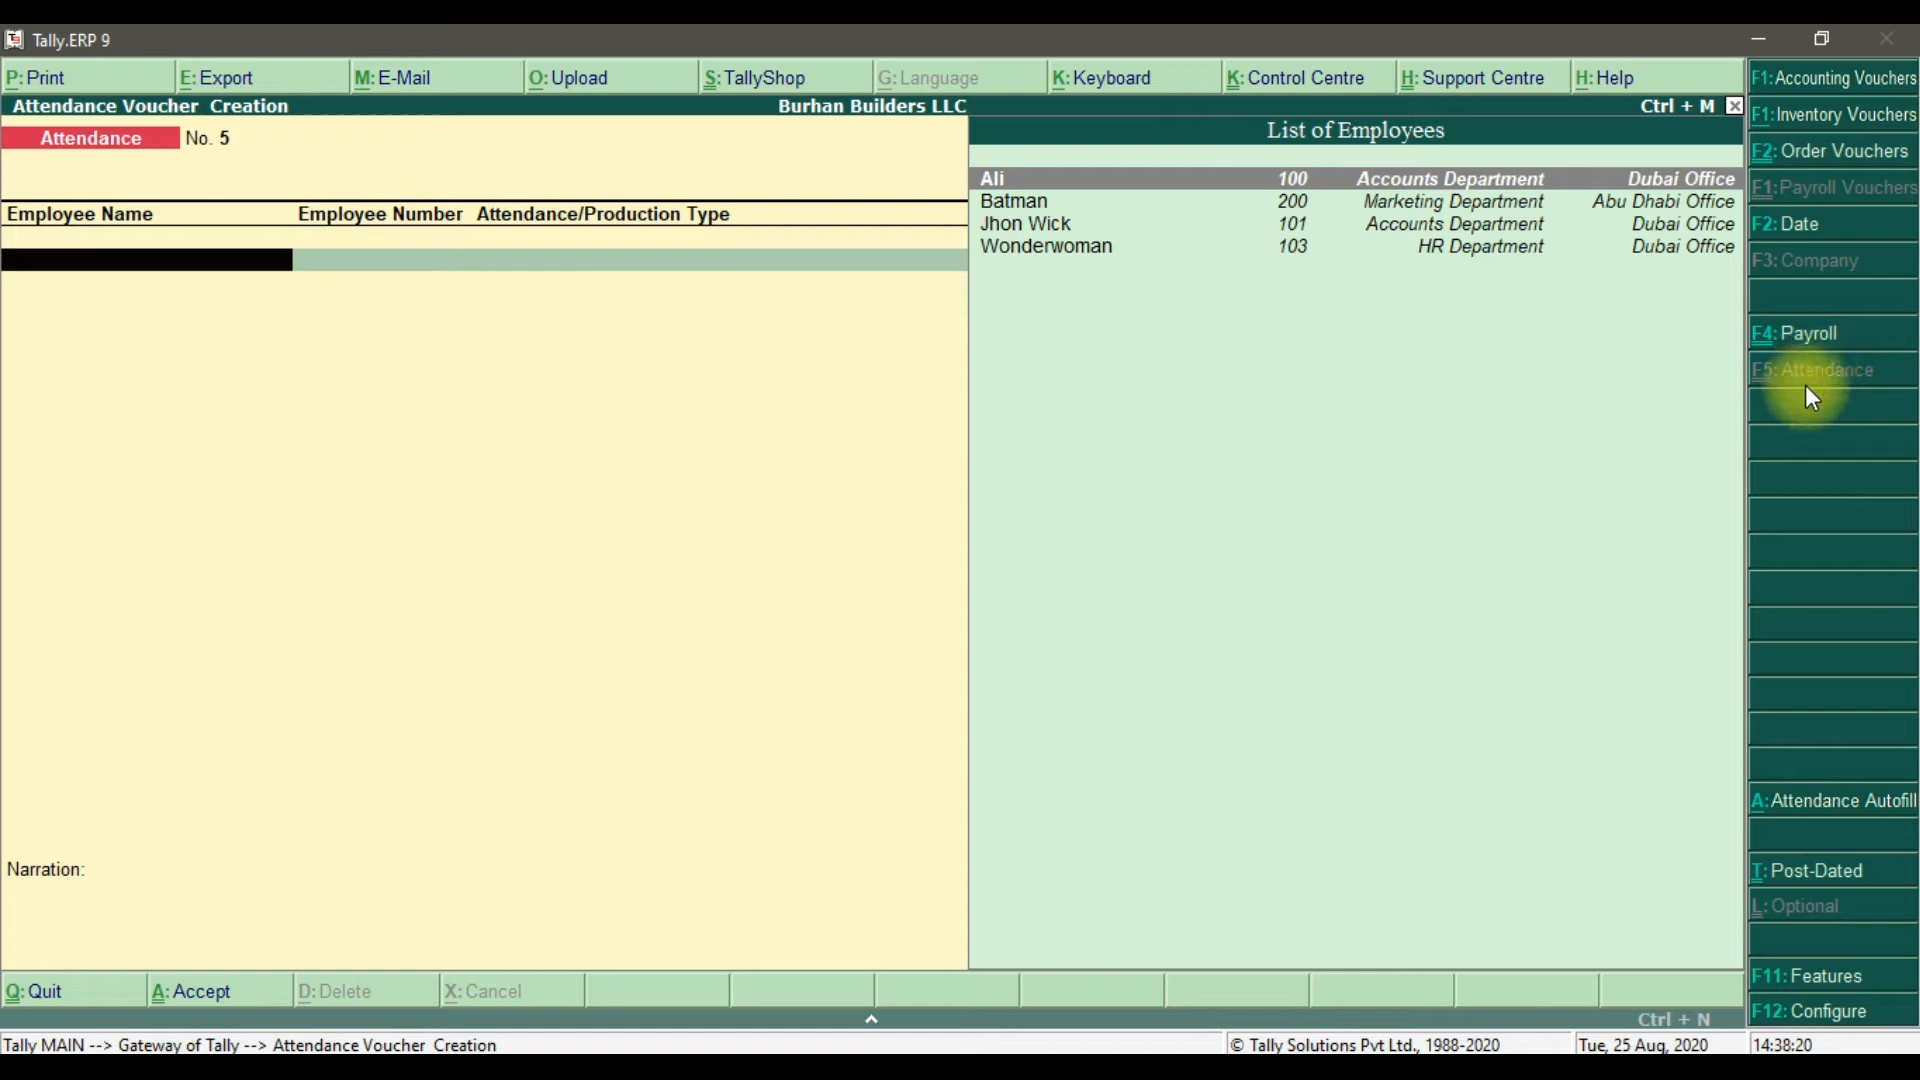 Tally.ERP 9
P: Print E: Export M: E-Mail O: Upload S: TallyShop G: Language K: Keyboard K: Control Centre H: Support Centre H: Help
Attendance Voucher Creation Burhan Builders LLC Ctrl + M
Attendance No. 5
Employee Name Employee Number Attendance/Production Type
Narration:
List of Employees
Ali 100 Accounts Department Dubai Office
Batman 200 Marketing Department Abu Dhabi Office
Jhon Wick 101 Accounts Department Dubai Office
Wonderwoman 103 HR Department Dubai Office
F1: Accounting Vouchers
F1: Inventory Vouchers
F2: Order Vouchers
F1: Payroll Vouchers
F2: Date
F3: Company
F4: Payroll
F5: Attendance
A: Attendance Autofill
T: Post-Dated
L: Optional
F11: Features
F12: Configure
Q: Quit A: Accept D: Delete X: Cancel
Ctrl + N
Tally MAIN --> Gateway of Tally --> Attendance Voucher Creation © Tally Solutions Pvt Ltd., 1988-2020 Tue, 25 Aug, 2020 14:38:20